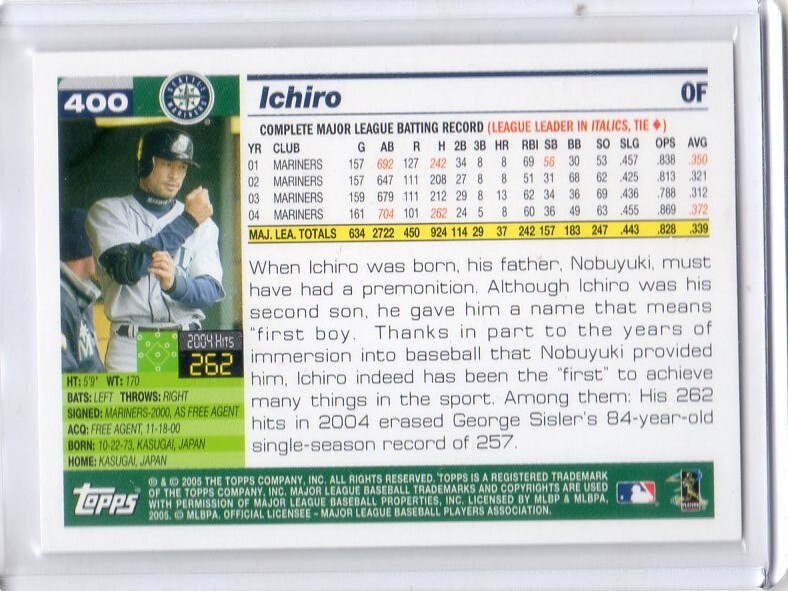 400
SEATTLE
MARINERS
Ichiro
OF
COMPLETE MAJOR LEAGUE BATTING RECORD (LEAGUE LEADER IN ITALICS, TIE ♦)
YR CLUB G AB R H 2B 3B HR RBI SB BB SO SLG OPS AVG
01 MARINERS 157 692 127 242 34 8 8 69 56 30 53 .457 .838 .350
02 MARINERS 157 647 111 208 27 8 8 51 31 68 62 .425 .813 .321
03 MARINERS 159 679 111 212 29 8 13 62 34 36 69 .436 .788 .312
04 MARINERS 161 704 101 262 24 5 8 60 36 49 63 .455 .869 .372
MAJ. LEA. TOTALS 634 2722 450 924 114 29 37 242 157 183 247 .443 .828 .339
When Ichiro was born, his father, Nobuyuki, must
have had a premonition. Although Ichiro was his
second son, he gave him a name that means
"first boy. Thanks in part to the years of
immersion into baseball that Nobuyuki provided
him, Ichiro indeed has been the "first" to achieve
many things in the sport. Among them: His 262
hits in 2004 erased George Sisler's 84-year-old
single-season record of 257.
2004 Hits
262
HT: 5'9" WT: 170
BATS: LEFT THROWS: RIGHT
SIGNED: MARINERS-2000, AS FREE AGENT
ACQ: FREE AGENT, 11-18-00
BORN: 10-22-73, KASUGAI, JAPAN
HOME: KASUGAI, JAPAN
Topps
® & © 2005 THE TOPPS COMPANY, INC. ALL RIGHTS RESERVED. TOPPS IS A REGISTERED TRADEMARK
OF THE TOPPS COMPANY, INC. MAJOR LEAGUE BASEBALL TRADEMARKS AND COPYRIGHTS ARE USED
WITH PERMISSION OF MAJOR LEAGUE BASEBALL PROPERTIES, INC. LICENSED BY MLBP & MLBPA,
2005. © MLBPA. OFFICIAL LICENSEE – MAJOR LEAGUE BASEBALL PLAYERS ASSOCIATION.